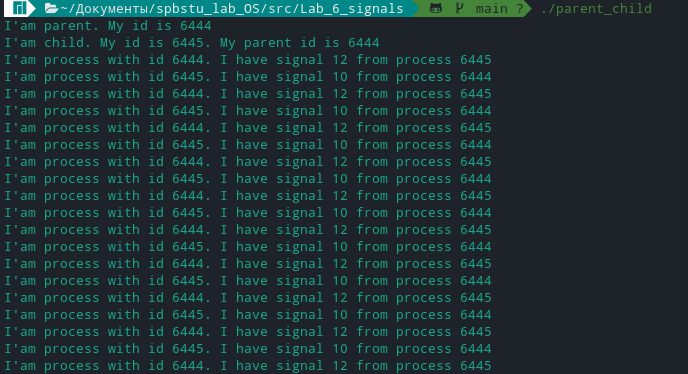 ~/Документы/spbstu_lab_OS/src/Lab_6_signals main ? ./parent_child
I'am parent. My id is 6444
I'am child. My id is 6445. My parent id is 6444
I'am process with id 6444. I have signal 12 from process 6445
I'am process with id 6445. I have signal 10 from process 6444
I'am process with id 6444. I have signal 12 from process 6445
I'am process with id 6445. I have signal 10 from process 6444
I'am process with id 6444. I have signal 12 from process 6445
I'am process with id 6445. I have signal 10 from process 6444
I'am process with id 6444. I have signal 12 from process 6445
I'am process with id 6445. I have signal 10 from process 6444
I'am process with id 6444. I have signal 12 from process 6445
I'am process with id 6445. I have signal 10 from process 6444
I'am process with id 6444. I have signal 12 from process 6445
I'am process with id 6445. I have signal 10 from process 6444
I'am process with id 6444. I have signal 12 from process 6445
I'am process with id 6445. I have signal 10 from process 6444
I'am process with id 6444. I have signal 12 from process 6445
I'am process with id 6445. I have signal 10 from process 6444
I'am process with id 6444. I have signal 12 from process 6445
I'am process with id 6445. I have signal 10 from process 6444
I'am process with id 6444. I have signal 12 from process 6445